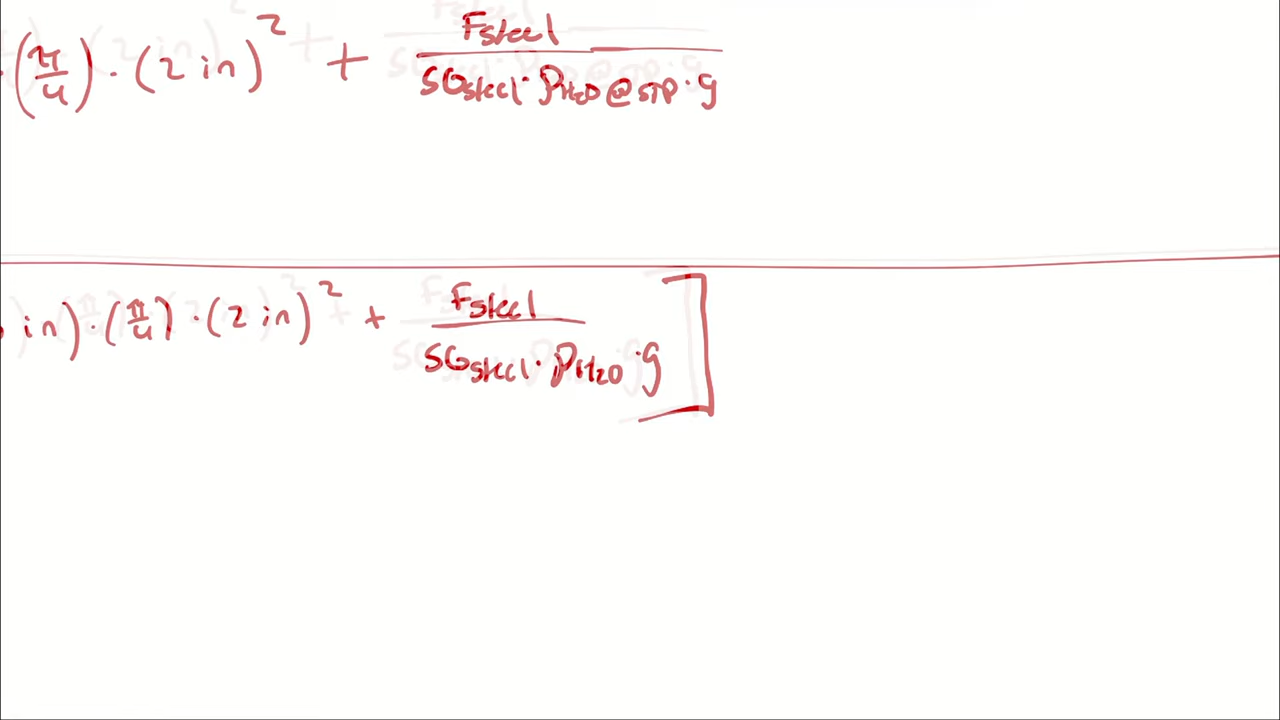 (π/4) · (2 in)² + Fsteel / SGsteel · ρH₂O @ STP · g
in) · (π/4) · (2 in)² + Fsteel / SGsteel · ρH₂O · g ]